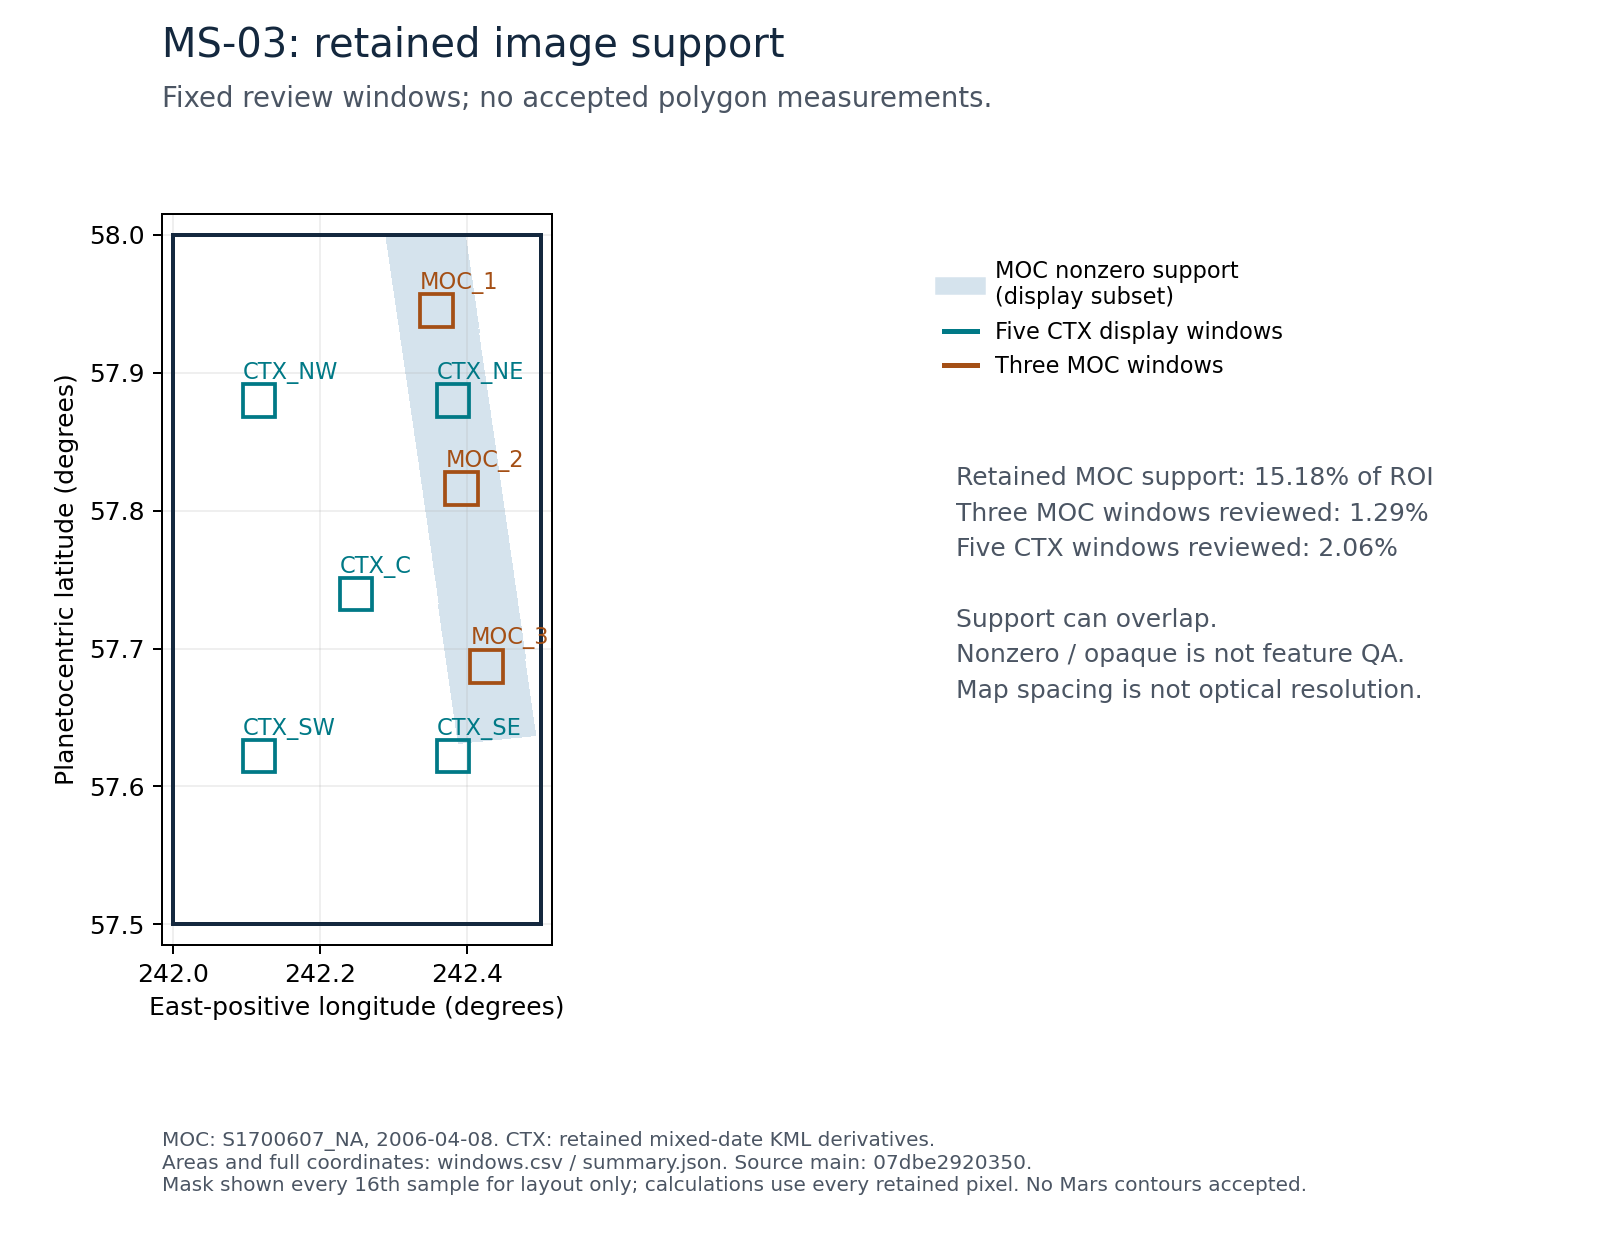 MS-03: retained image support
Fixed review windows; no accepted polygon measurements.
58.0
57.9
57.8
57.7
57.6
57.5
Planetocentric latitude (degrees)
MOC_1
CTX_NW
CTX_NE
MOC_2
CTX_C
MOC_3
CTX_SW
CTX_SE
242.0
242.2
242.4
East-positive longitude (degrees)
MOC nonzero support
(display subset)
Five CTX display windows
Three MOC windows
Retained MOC support: 15.18% of ROI
Three MOC windows reviewed: 1.29%
Five CTX windows reviewed: 2.06%
Support can overlap.
Nonzero / opaque is not feature QA.
Map spacing is not optical resolution.
MOC: S1700607_NA, 2006-04-08. CTX: retained mixed-date KML derivatives.
Areas and full coordinates: windows.csv / summary.json. Source main: 07dbe2920350.
Mask shown every 16th sample for layout only; calculations use every retained pixel. No Mars contours accepted.